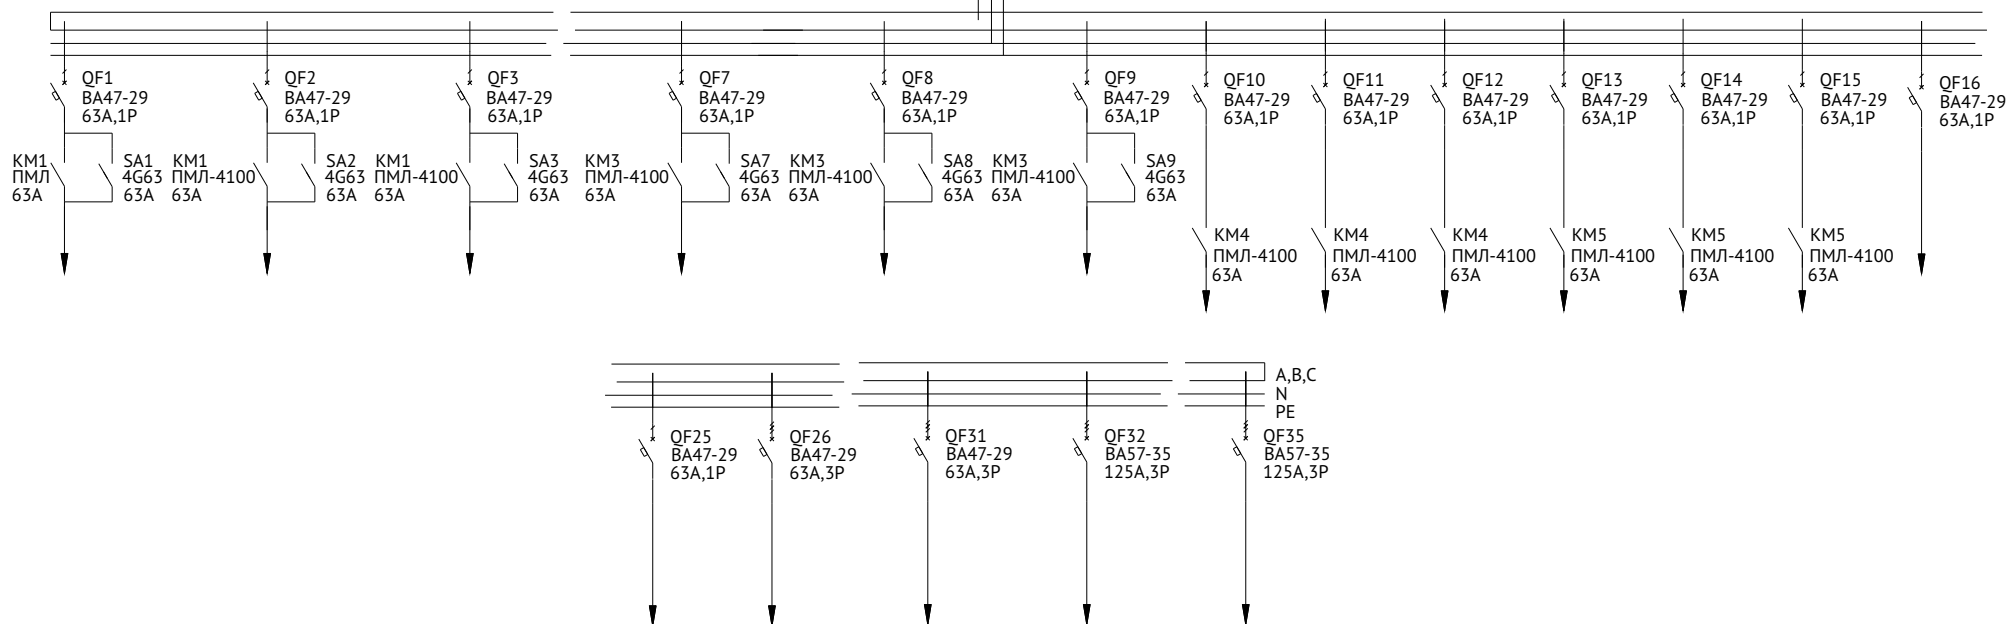 QF1
ВА47-29
63А,1Р
QF2
ВА47-29
63А,1Р
QF3
ВА47-29
63А,1Р
QF7
ВА47-29
63А,1Р
QF8
ВА47-29
63А,1Р
QF9
ВА47-29
63А,1Р
QF10
ВА47-29
63А,1Р
QF11
ВА47-29
63А,1Р
QF12
ВА47-29
63А,1Р
QF13
ВА47-29
63А,1Р
QF14
ВА47-29
63А,1Р
QF15
ВА47-29
63А,1Р
QF16
ВА47-29
63А,1Р
КМ1
ПМЛ
63А
SA1
4G63
63А
КМ1
ПМЛ-4100
63А
SA2
4G63
63А
КМ1
ПМЛ-4100
63А
SA3
4G63
63А
КМ3
ПМЛ-4100
63А
SA7
4G63
63А
КМ3
ПМЛ-4100
63А
SA8
4G63
63А
КМ3
ПМЛ-4100
63А
SA9
4G63
63А
КМ4
ПМЛ-4100
63А
КМ4
ПМЛ-4100
63А
КМ4
ПМЛ-4100
63А
КМ5
ПМЛ-4100
63А
КМ5
ПМЛ-4100
63А
КМ5
ПМЛ-4100
63А
A,B,C
N
PE
QF25
ВА47-29
63А,1Р
QF26
ВА47-29
63А,3Р
QF31
ВА47-29
63А,3Р
QF32
ВА57-35
125А,3Р
QF35
ВА57-35
125А,3Р